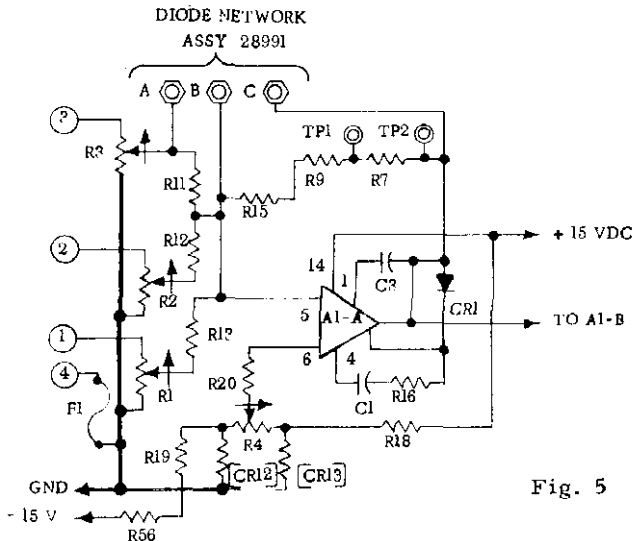 DIODE NETWORK
ASSY 28991
A B C
3
TP1 TP2
R3
R11
R9 R7
R15
2
R12
+ 15 VDC
14
1
C3
R2
5
A1-A
CR1
TO A1-B
1
R13
6
4
4
R20
R1
C1 R16
F1
R4
R19
R18
[CR12] [CR13]
GND
- 15 V
R56
Fig. 5